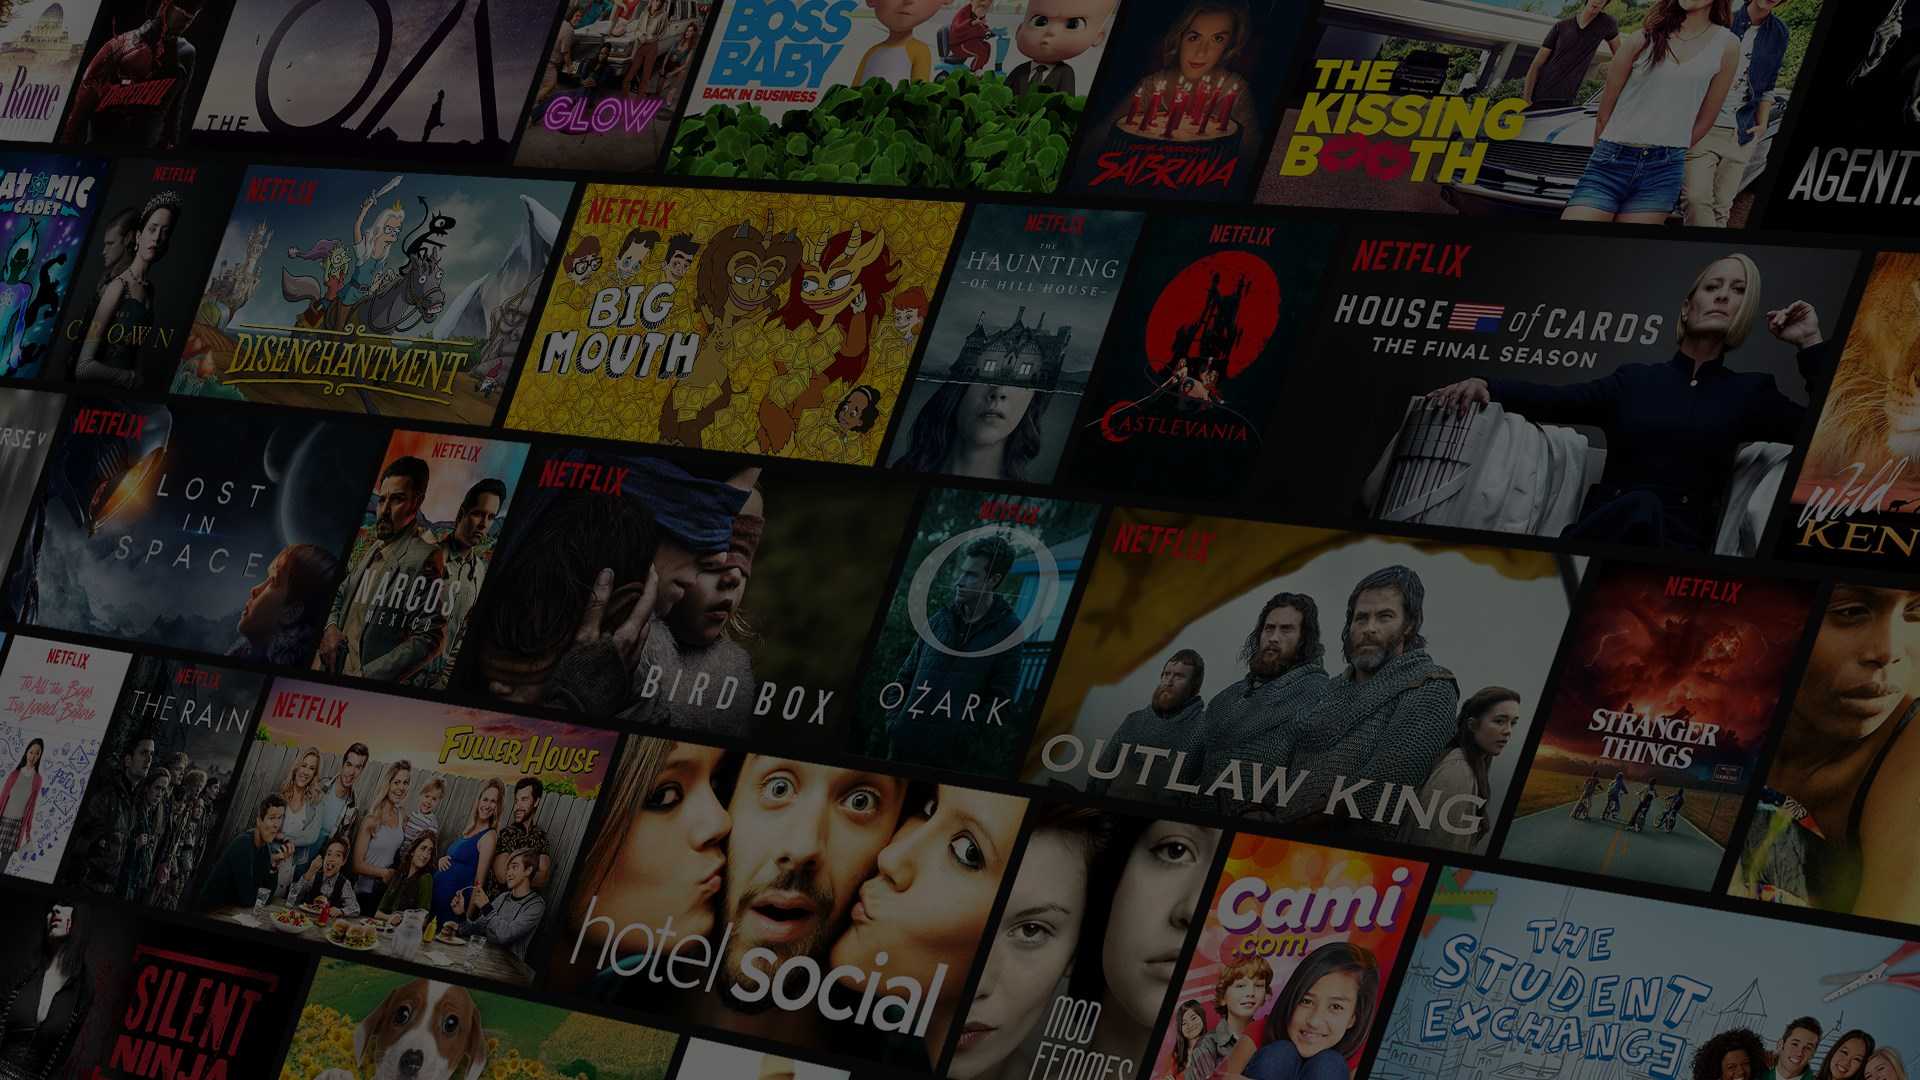 Rome
DAREDEVIL
THE
OA
GLOW
BOSS
BABY
BACK IN BUSINESS
SABRINA
THE
KISSING
BOOTH
AGENT
ATOMIC
CADET
NETFLIX
CROWN
NETFLIX
DISENCHANTMENT
NETFLIX
BIG
MOUTH
NETFLIX
THE
HAUNTING
-OF HILL HOUSE-
NETFLIX
CASTLEVANIA
NETFLIX
HOUSE of CARDS
THE FINAL SEASON
Wild
KEN
RSEY
NETFLIX
LOST
IN
SPACE
NETFLIX
NARCOS
MEXICO
NETFLIX
BIRD BOX
NETFLIX
OŻARK
NETFLIX
OUTLAW KING
NETFLIX
STRANGER
THINGS
NETFLIX
To All the Boys
I've Loved Before
NETFLIX
THE RAIN
NETFLIX
FULLER HOUSE
hotel social
MOD
FEMMES
Cami
.com
THE
STUDENT
EXCHANGE
SILENT
NINJA